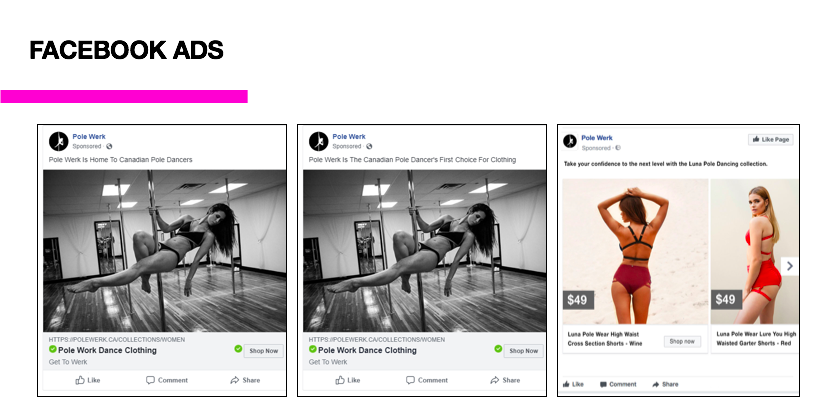 FACEBOOK ADS
Pole Werk
Sponsored ·
Pole Werk Is Home To Canadian Pole Dancers
HTTPS://POLEWERK.CA/COLLECTIONS/WOMEN
Pole Work Dance Clothing
Shop Now
Get To Werk
Like Comment Share
Pole Werk
Sponsored ·
Pole Werk Is The Canadian Pole Dancer's First Choice For Clothing
HTTPS://POLEWERK.CA/COLLECTIONS/WOMEN
Pole Work Dance Clothing
Shop Now
Get To Werk
Like Comment Share
Pole Werk
Like Page
Sponsored ·
Take your confidence to the next level with the Luna Pole Dancing collection.
$49
$49
Luna Pole Wear High Waist
Cross Section Shorts - Wine
Shop now
Luna Pole Wear Lure You High
Waisted Garter Shorts - Red
Like Comment Share